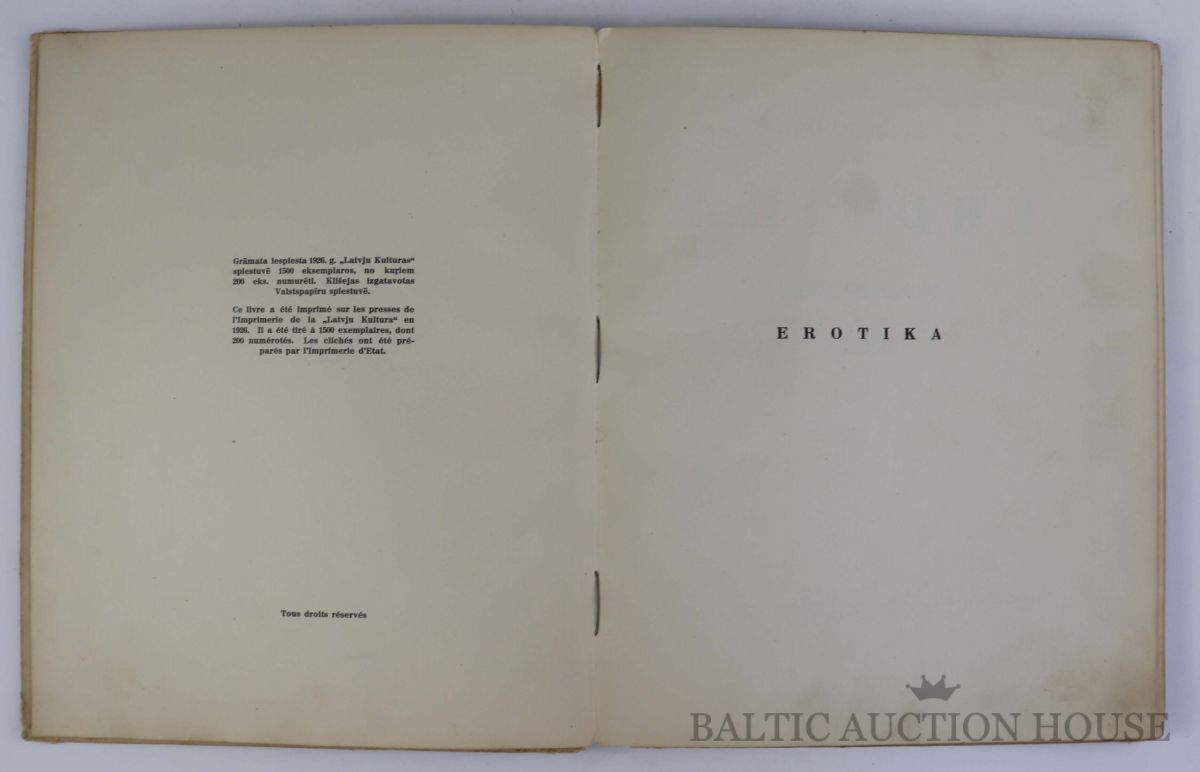 Grāmata iespiesta 1926. g. „Latvju Kulturas“
spiestuvē 1500 eksemplaros, no kuŗiem
200 eks. numurēti. Klišejas izgatavotas
Valstspapīru spiestuvē.
Ce livre a été imprimé sur les presses de
l'Imprimerie de la „Latvju Kultura“ en
1926. Il a été tiré à 1500 exemplaires, dont
200 numérotés. Les clichés ont été pré-
parés par l'Imprimerie d'Etat.
Tous droits réservés
EROTIKA
BALTIC AUCTION HOUSE